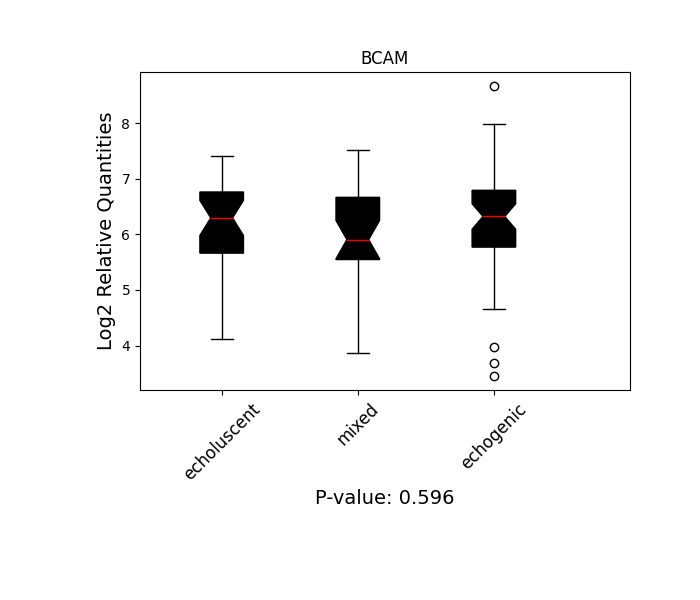 BCAM
Log2 Relative Quantities
8
7
6
5
4
echoluscent
mixed
echogenic
P-value: 0.596